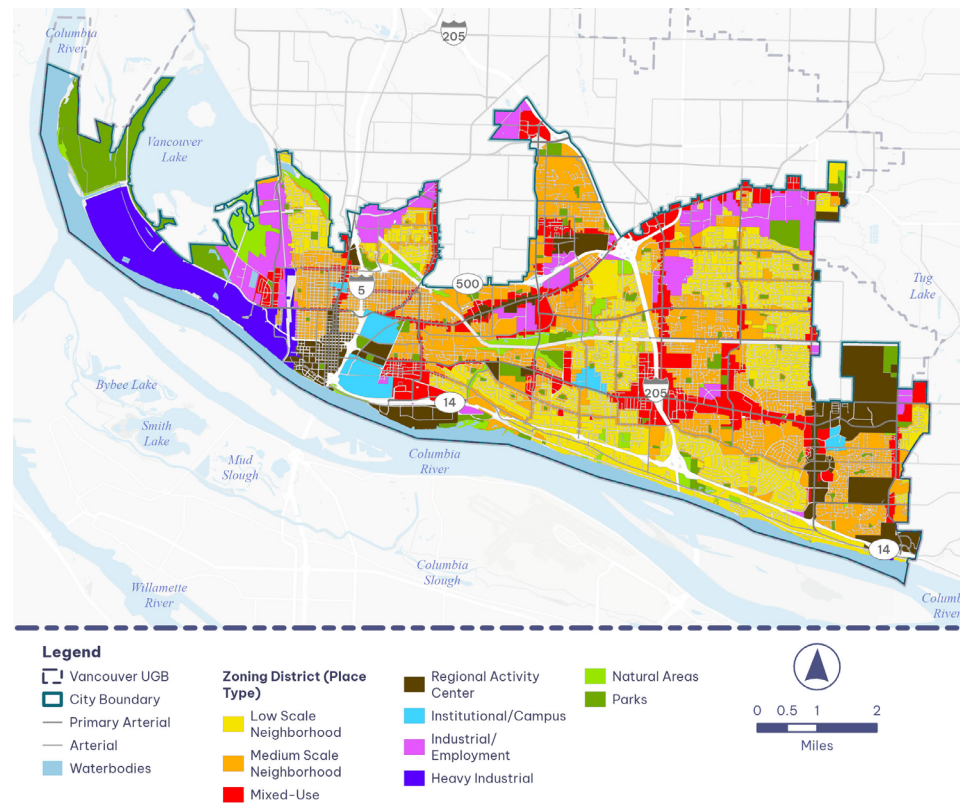 Columbia
River
205
Vancouver
Lake
500
5
Tug
Lake
Bybee Lake
205
14
Smith
Lake
Columbia
River
Mud
Slough
14
Columbia
Slough
Willamette
River
River
Legend
Vancouver UGB
City Boundary
Primary Arterial
Arterial
Waterbodies
Zoning District (Place
Type)
Low Scale
Neighborhood
Medium Scale
Neighborhood
Mixed-Use
Regional Activity
Center
Institutional/Campus
Industrial/
Employment
Heavy Industrial
Natural Areas
Parks
0 0.5 1 2
Miles